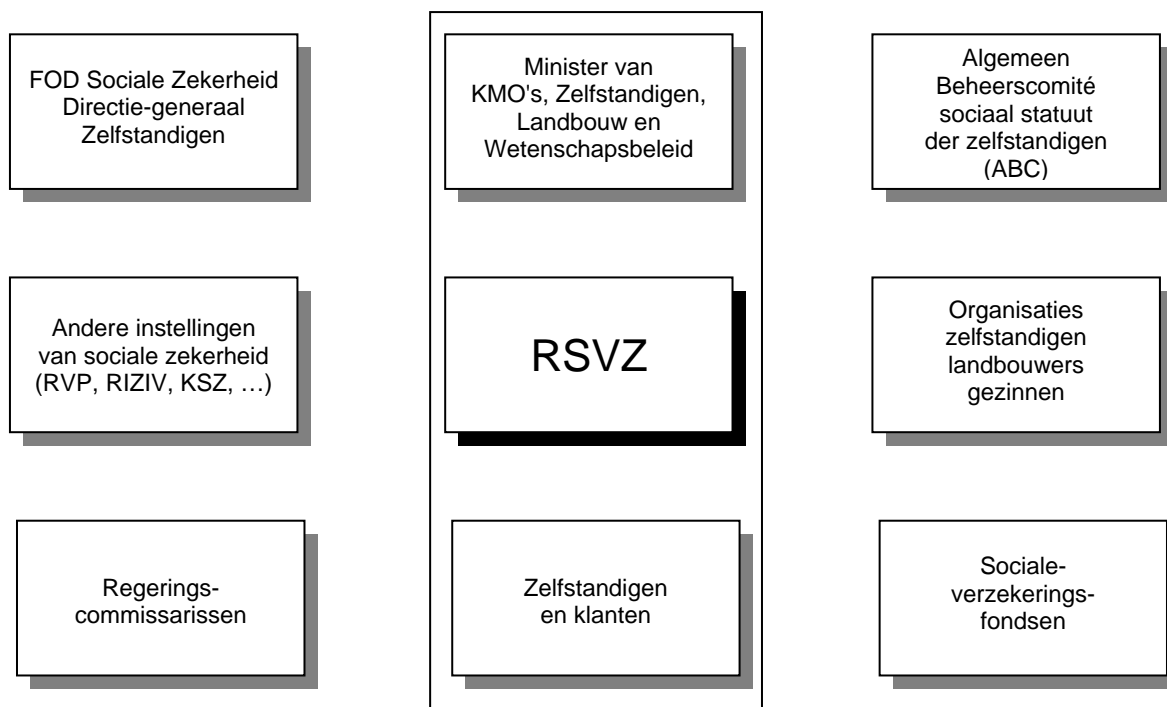 FOD Sociale Zekerheid
Directie-generaal
Zelfstandigen
Minister van
KMO's, Zelfstandigen,
Landbouw en
Wetenschapsbeleid
Algemeen
Beheerscomité
sociaal statuut
der zelfstandigen
(ABC)
Andere instellingen
van sociale zekerheid
(RVP, RIZIV, KSZ, …)
RSVZ
Organisaties
zelfstandigen
landbouwers
gezinnen
Regerings-
commissarissen
Zelfstandigen
en klanten
Sociale-
verzekerings-
fondsen